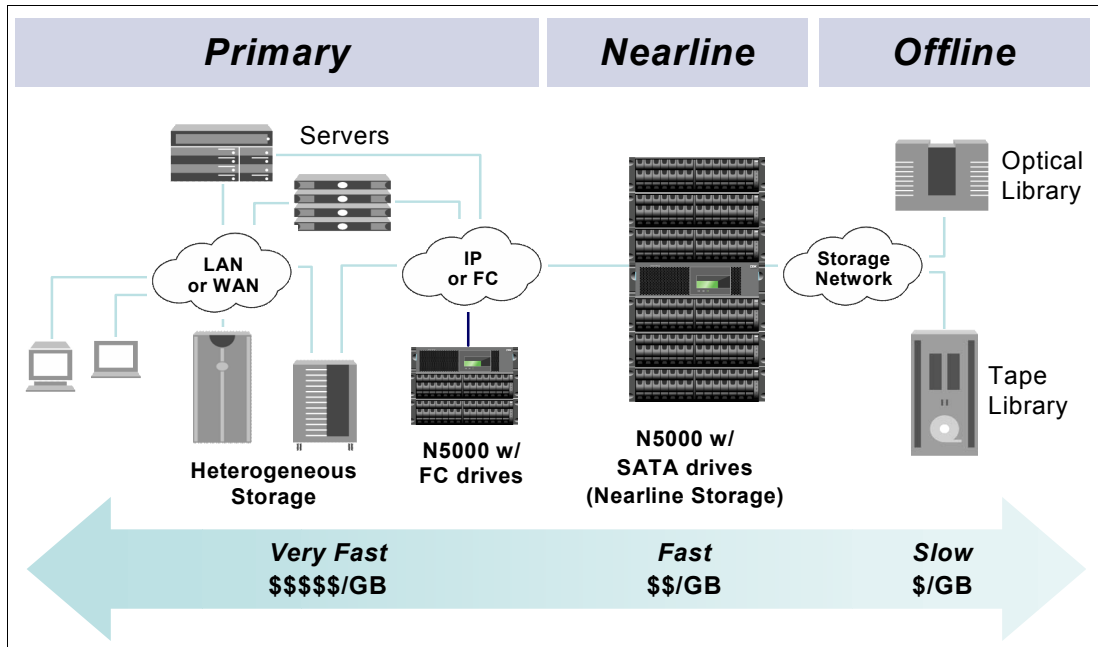 Primary
Nearline
Offline
Servers
Optical
Library
LAN
or WAN
IP
or FC
Storage
Network
Tape
Library
Heterogeneous
Storage
N5000 w/
FC drives
N5000 w/
SATA drives
(Nearline Storage)
Very Fast
$$$$$/GB
Fast
$$/GB
Slow
$/GB